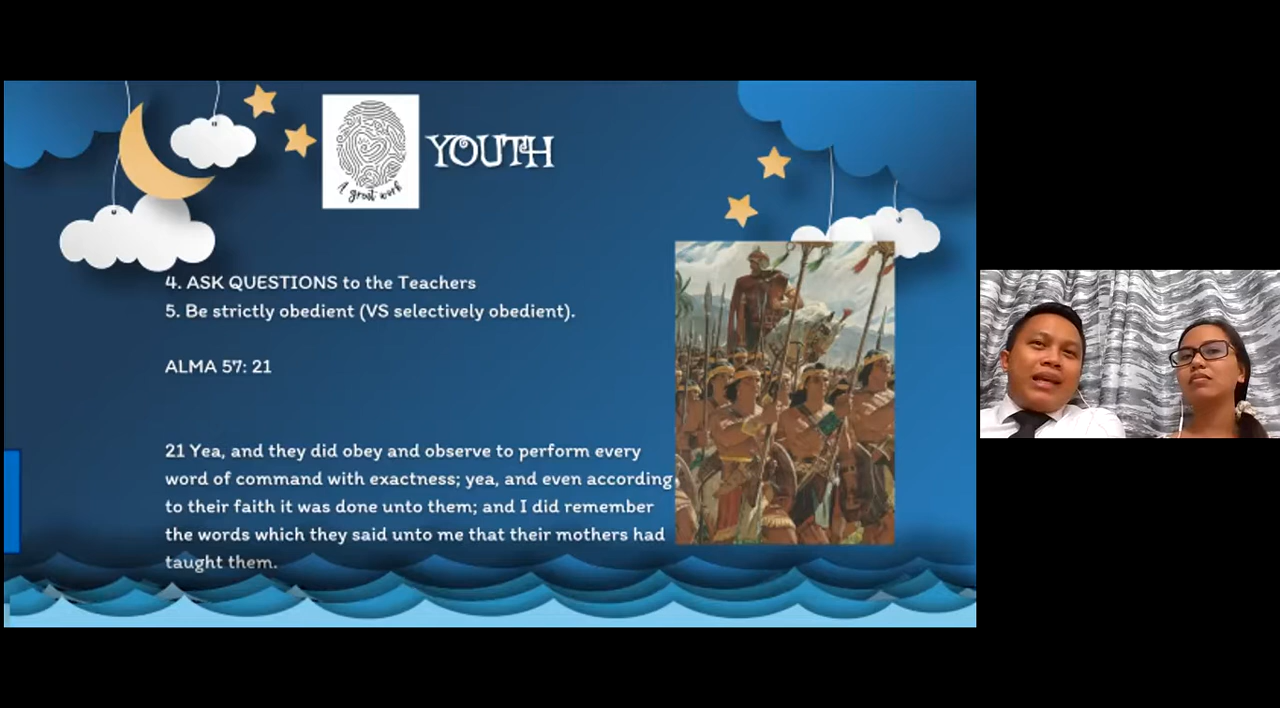 YOUTH
A great work
4. ASK QUESTIONS to the Teachers
5. Be strictly obedient (VS selectively obedient).
ALMA 57: 21
21 Yea, and they did obey and observe to perform every
word of command with exactness; yea, and even according
to their faith it was done unto them; and I did remember
the words which they said unto me that their mothers had
taught them.